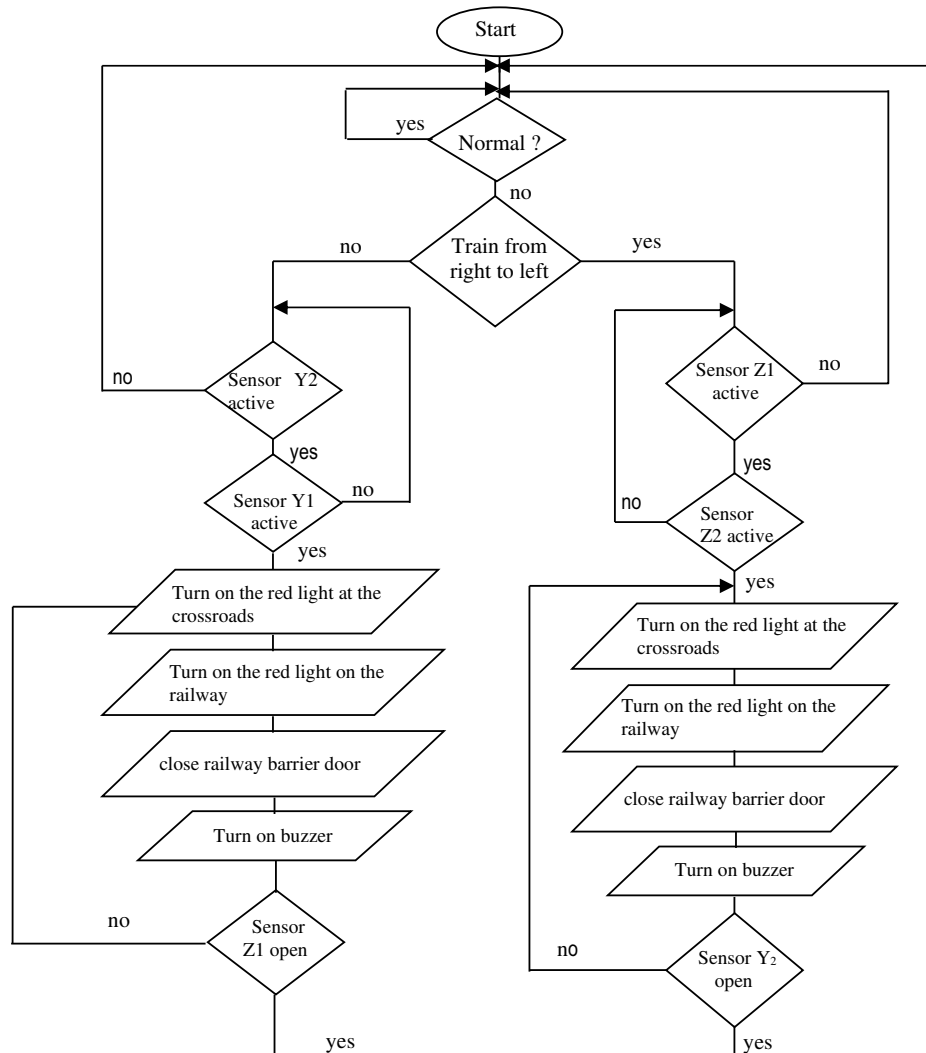 Start
yes
Normal ?
no
no
Train from
right to left
yes
no
Sensor Y2
active
yes
Sensor Y1
active
no
yes
Sensor Z1
active
no
yes
no
Sensor
Z2 active
yes
Turn on the red light at the
crossroads
Turn on the red light on the
railway
close railway barrier door
Turn on buzzer
no
Sensor
Z1 open
yes
Turn on the red light at the
crossroads
Turn on the red light on the
railway
close railway barrier door
Turn on buzzer
no
Sensor Y₂
open
yes